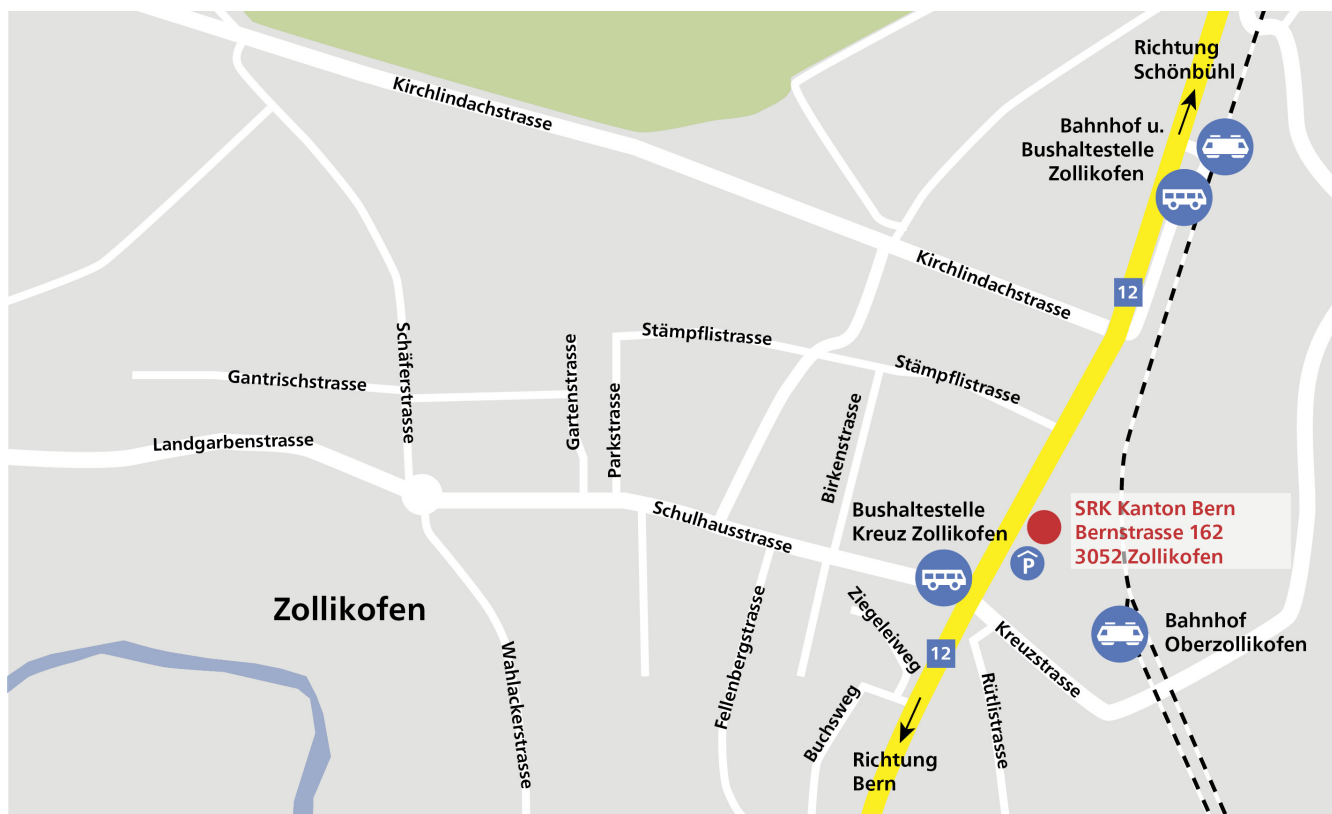 Richtung
Schönbühl
Kirchlindachstrasse
Bahnhof u.
Bushaltestelle
Zollikofen
Kirchlindachstrasse
12
Stämpflistrasse
Schäferstrasse
Gartenstrasse
Gantrischstrasse
Stämpflistrasse
Parkstrasse
Birkenstrasse
Landgarbenstrasse
Schulhausstrasse
Bushaltestelle
Kreuz Zollikofen
SRK Kanton Bern
Bernstrasse 162
3052 Zollikofen
P
Zollikofen
Ziegeleiweg
Fellenbergstrasse
Kreuzstrasse
Bahnhof
Oberzollikofen
12
Wahlackerstrasse
Rütlistrasse
Buchsweg
Richtung
Bern